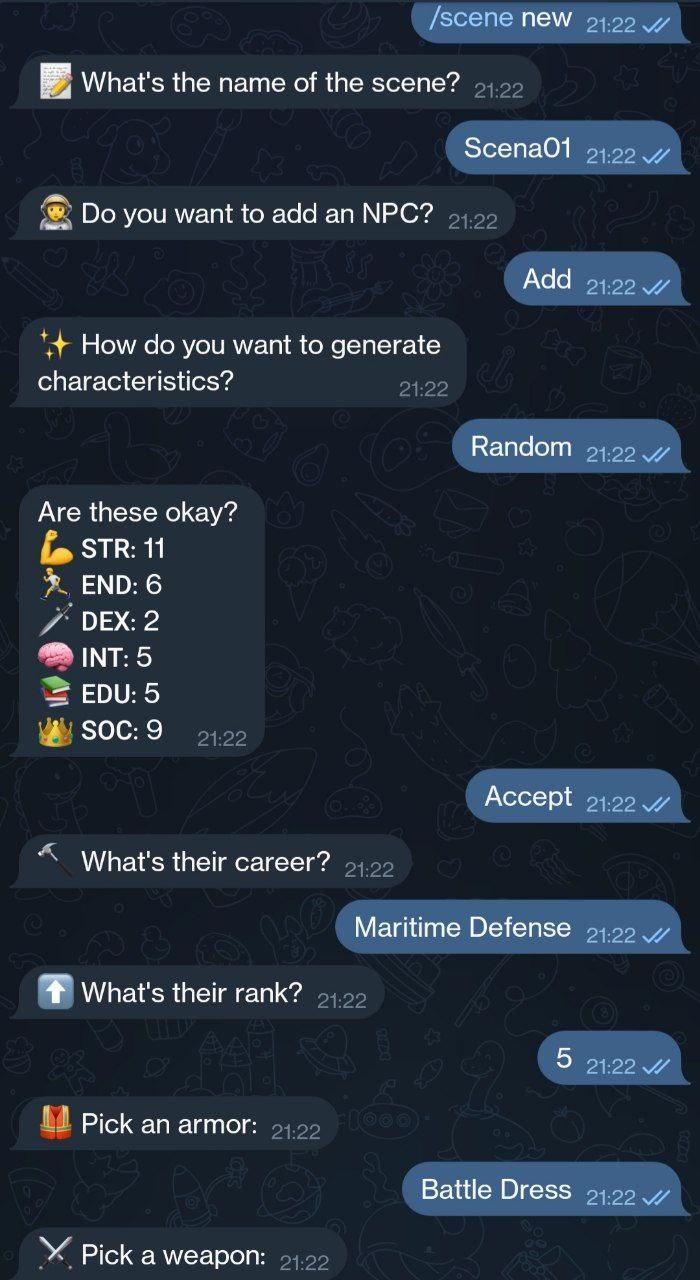 /scene new 21:22
📝 What's the name of the scene? 21:22
Scena01 21:22
🧑‍🚀 Do you want to add an NPC? 21:22
Add 21:22
✨ How do you want to generate
characteristics? 21:22
Random 21:22
Are these okay?
💪 STR: 11
🏃 END: 6
🗡️ DEX: 2
🧠 INT: 5
📚 EDU: 5
👑 SOC: 9 21:22
Accept 21:22
🔨 What's their career? 21:22
Maritime Defense 21:22
⬆️ What's their rank? 21:22
5 21:22
🦺 Pick an armor: 21:22
Battle Dress 21:22
⚔️ Pick a weapon: 21:22